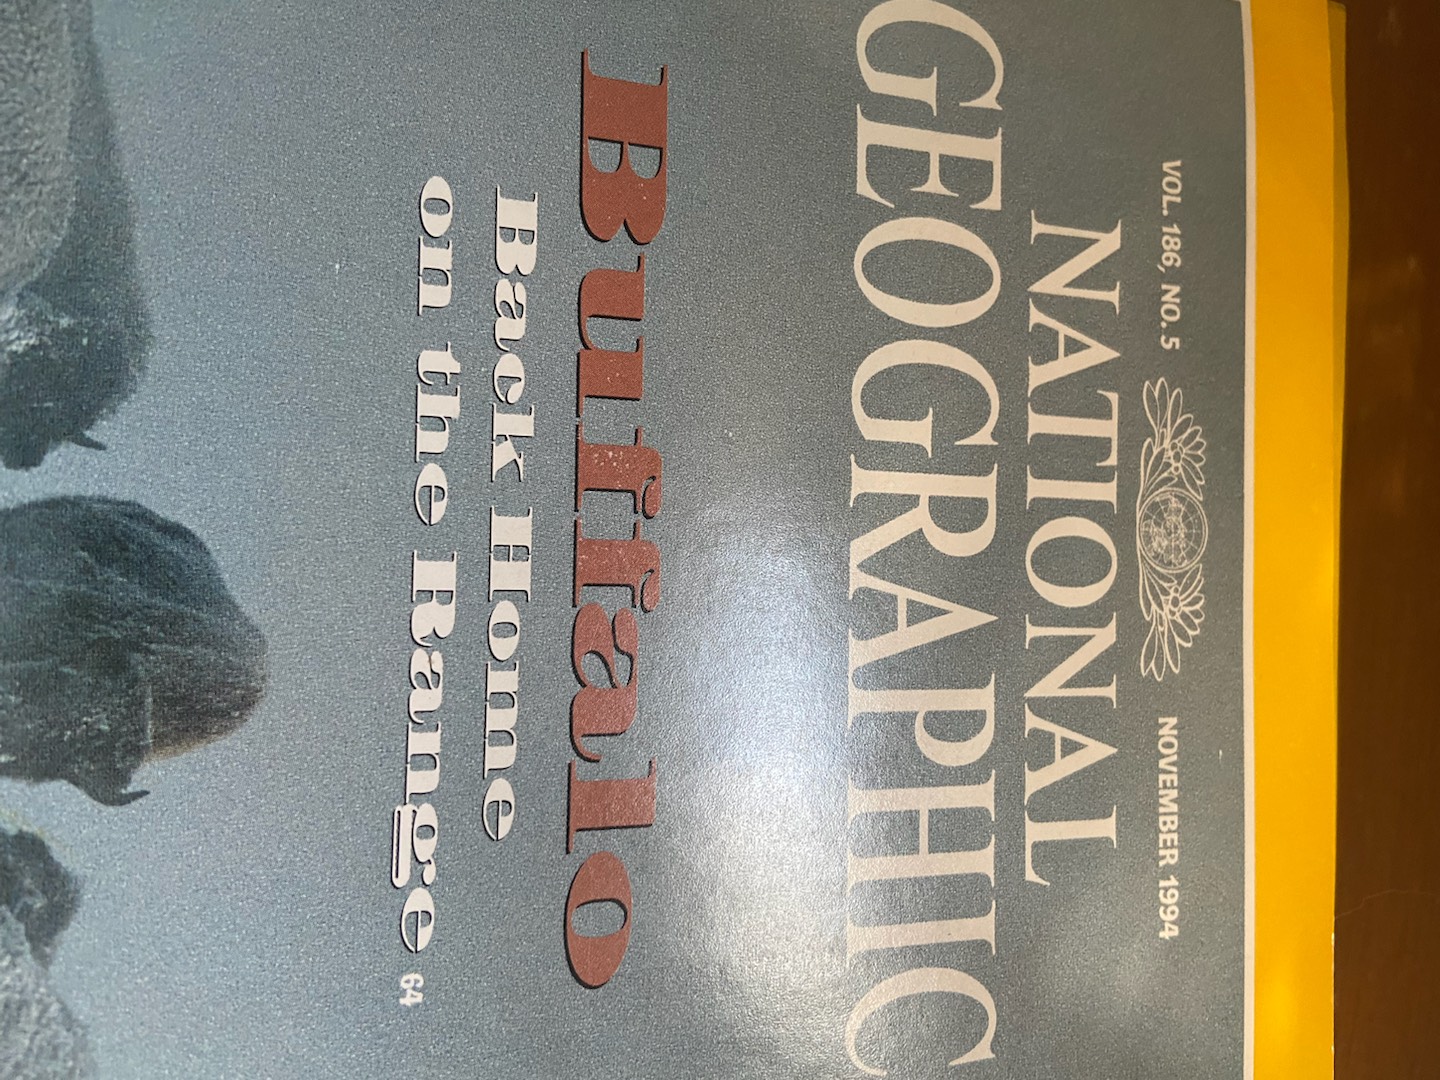 VOL. 186, NO. 5 NOVEMBER 1994
NATIONAL
GEOGRAPHIC
Buffalo
Back Home
on the Range 64